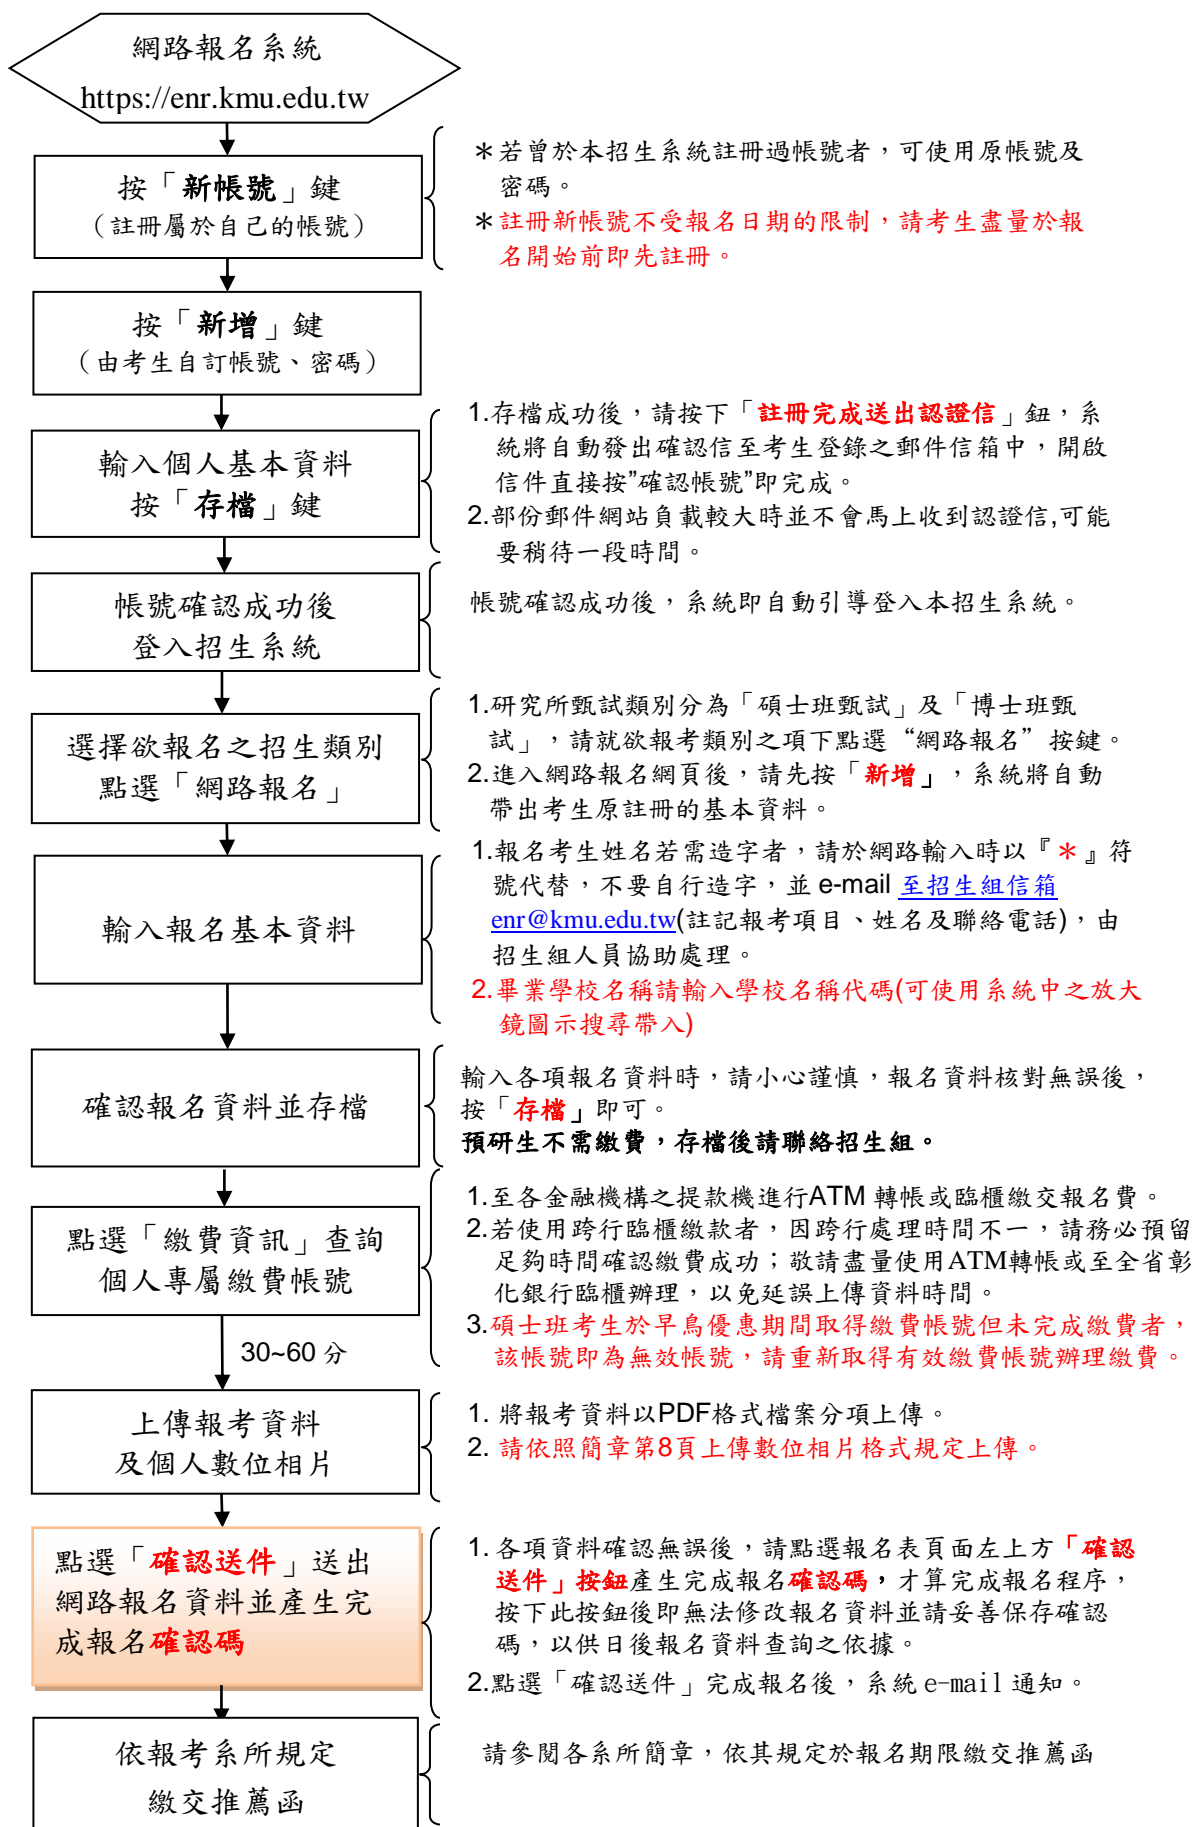 網路報名系統
https://enr.kmu.edu.tw
按「新帳號」鍵
（註冊屬於自己的帳號）
＊若曾於本招生系統註冊過帳號者，可使用原帳號及
密碼。
＊註冊新帳號不受報名日期的限制，請考生盡量於報
名開始前即先註冊。
按「新增」鍵
（由考生自訂帳號、密碼）
輸入個人基本資料
按「存檔」鍵
1.存檔成功後，請按下「註冊完成送出認證信」鈕，系
統將自動發出確認信至考生登錄之郵件信箱中，開啟
信件直接按”確認帳號”即完成。
2.部份郵件網站負載較大時並不會馬上收到認證信,可能
要稍待一段時間。
帳號確認成功後
登入招生系統
帳號確認成功後，系統即自動引導登入本招生系統。
選擇欲報名之招生類別
點選「網路報名」
1.研究所甄試類別分為「碩士班甄試」及「博士班甄
試」，請就欲報考類別之項下點選“網路報名”按鍵。
2.進入網路報名網頁後，請先按「新增」，系統將自動
帶出考生原註冊的基本資料。
輸入報名基本資料
1.報名考生姓名若需造字者，請於網路輸入時以『＊』符
號代替，不要自行造字，並 e-mail 至招生組信箱
enr@kmu.edu.tw(註記報考項目、姓名及聯絡電話)，由
招生組人員協助處理。
2.畢業學校名稱請輸入學校名稱代碼(可使用系統中之放大
鏡圖示搜尋帶入)
確認報名資料並存檔
輸入各項報名資料時，請小心謹慎，報名資料核對無誤後，
按「存檔」即可。
預研生不需繳費，存檔後請聯絡招生組。
點選「繳費資訊」查詢
個人專屬繳費帳號
1.至各金融機構之提款機進行ATM 轉帳或臨櫃繳交報名費。
2.若使用跨行臨櫃繳款者，因跨行處理時間不一，請務必預留
足夠時間確認繳費成功；敬請盡量使用ATM轉帳或至全省彰
化銀行臨櫃辦理，以免延誤上傳資料時間。
3.碩士班考生於早鳥優惠期間取得繳費帳號但未完成繳費者，
該帳號即為無效帳號，請重新取得有效繳費帳號辦理繳費。
30~60 分
上傳報考資料
及個人數位相片
1. 將報考資料以PDF格式檔案分項上傳。
2. 請依照簡章第8頁上傳數位相片格式規定上傳。
點選「確認送件」送出
網路報名資料並產生完
成報名確認碼
1. 各項資料確認無誤後，請點選報名表頁面左上方「確認
送件」按鈕產生完成報名確認碼，才算完成報名程序，
按下此按鈕後即無法修改報名資料並請妥善保存確認
碼，以供日後報名資料查詢之依據。
2.點選「確認送件」完成報名後，系統 e-mail 通知。
依報考系所規定
繳交推薦函
請參閱各系所簡章，依其規定於報名期限繳交推薦函